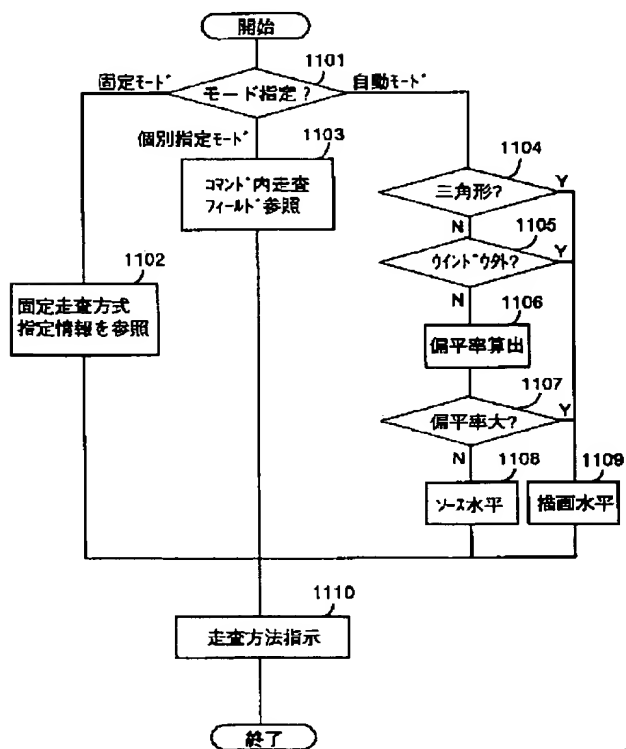 開始
1101
固定モード
モード指定?
自動モード
個別指定モード
1103
コマンド内走査
フィールド参照
1104
三角形?
Y
N
1105
ウインドウ外?
Y
N
1102
固定走査方式
指定情報を参照
1106
偏平率算出
1107
偏平率大?
Y
N
1108
ソース水平
1109
描画水平
1110
走査方法指示
終了